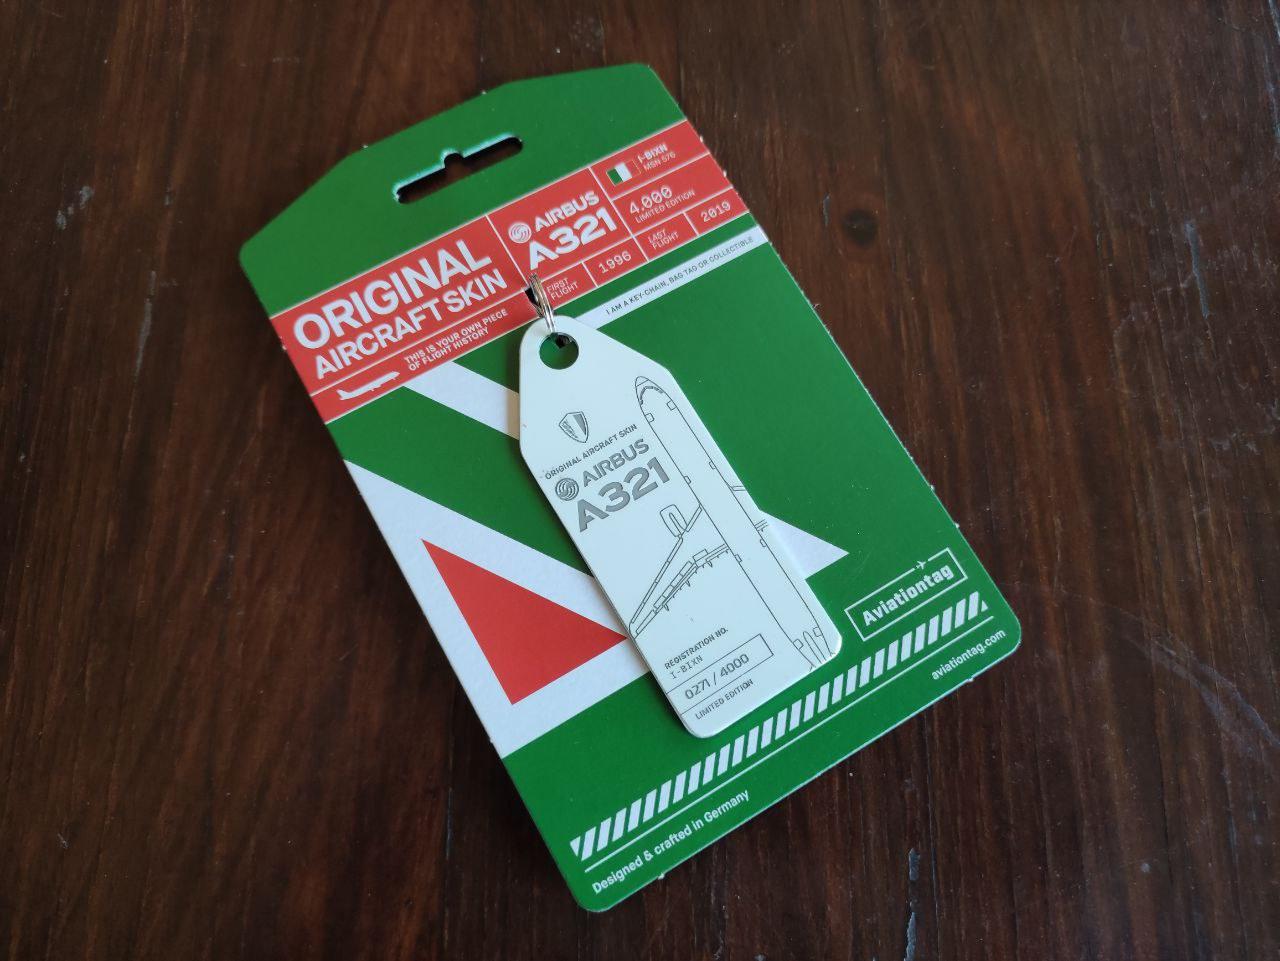 ORIGINAL
AIRCRAFT SKIN
THIS IS YOUR OWN PIECE
OF FLIGHT HISTORY
AIRBUS
A321
FIRST
FLIGHT
1996
I-BIXN
MSN 576
4.000
LIMITED EDITION
LAST
FLIGHT
2019
I AM A KEY-CHAIN, BAG TAG OR COLLECTIBLE
ORIGINAL AIRCRAFT SKIN
AIRBUS
A321
REGISTRATION NO.
I-BIXN
0271 / 4000
LIMITED EDITION
Aviationtag
aviationtag.com
Designed & crafted in Germany